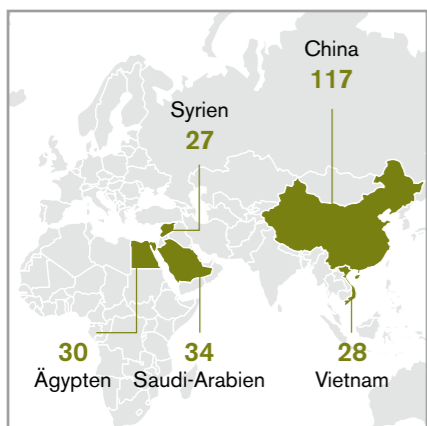 China
117
Syrien
27
30
Ägypten
34
Saudi-Arabien
28
Vietnam